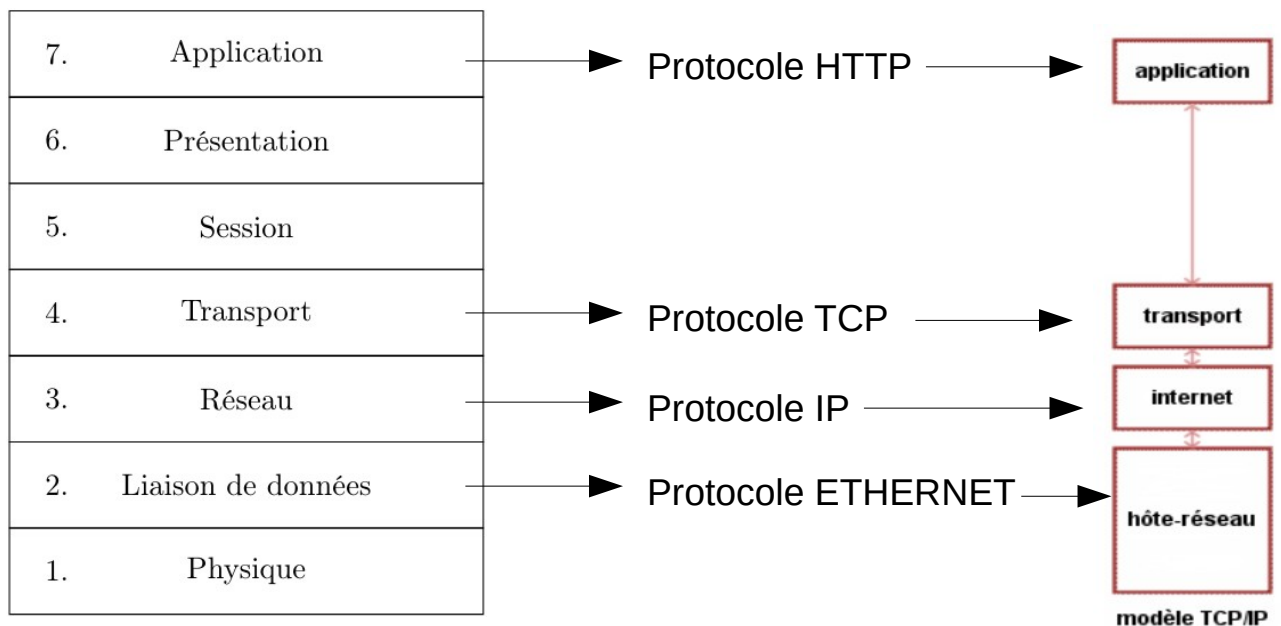 7. Application
6. Présentation
5. Session
4. Transport
3. Réseau
2. Liaison de données
1. Physique
Protocole HTTP
Protocole TCP
Protocole IP
Protocole ETHERNET
application
transport
internet
hôte-réseau
modèle TCP/IP